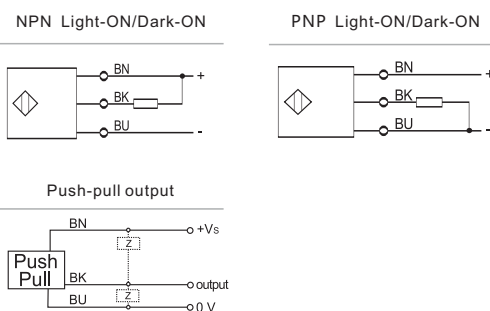 NPN Light-ON/Dark-ON
BN
+
BK
BU
-
PNP Light-ON/Dark-ON
BN
+
BK
BU
-
Push-pull output
BN
+Vs
Z
Push
Pull
BK
output
Z
BU
0 V